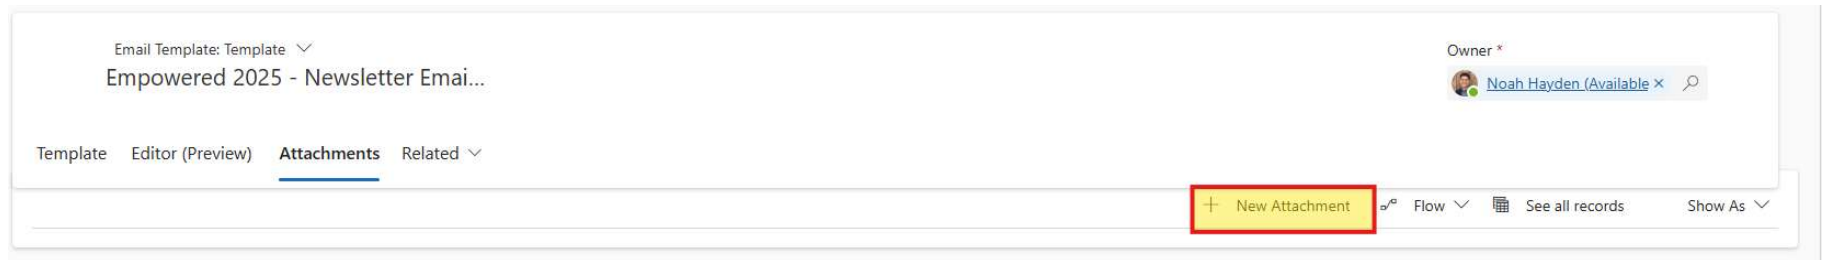 Email Template: Template
Empowered 2025 - Newsletter Emai...
Owner *
Noah Hayden (Available
Template Editor (Preview) Attachments Related
New Attachment Flow See all records Show As